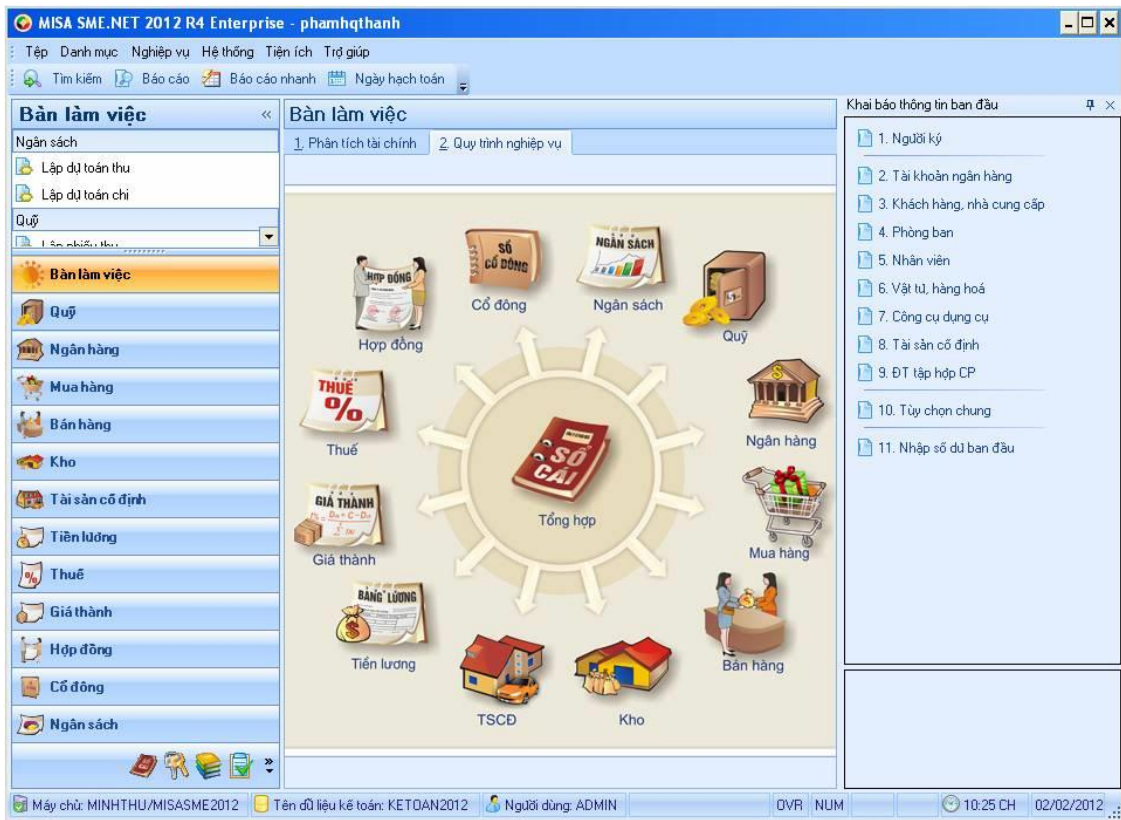 MISA SME.NET 2012 R4 Enterprise - phamhqthanh
Tệp Danh mục Nghiệp vụ Hệ thống Tiện ích Trợ giúp
Tìm kiếm Báo cáo Báo cáo nhanh Ngày hạch toán
Bàn làm việc
Ngân sách
Lập dự toán thu
Lập dự toán chi
Quỹ
Lập phiếu thu
Bàn làm việc
Quỹ
Ngân hàng
Mua hàng
Bán hàng
Kho
Tài sản cố định
Tiền lương
Thuế
Giá thành
Hợp đồng
Cổ đông
Ngân sách
Bàn làm việc
1. Phân tích tài chính 2. Quy trình nghiệp vụ
HỢP ĐỒNG
Hợp đồng
SỔ
CỔ ĐÔNG
Cổ đông
NGÂN SÁCH
Ngân sách
Quỹ
THUẾ
%
Thuế
Ngân hàng
SỔ
CÁI
Tổng hợp
GIÁ THÀNH
Giá thành
Mua hàng
BẢNG LƯƠNG
Tiền lương
Bán hàng
TSCĐ
Kho
Khai báo thông tin ban đầu
1. Người ký
2. Tài khoản ngân hàng
3. Khách hàng, nhà cung cấp
4. Phòng ban
5. Nhân viên
6. Vật tư, hàng hoá
7. Công cụ dụng cụ
8. Tài sản cố định
9. ĐT tập hợp CP
10. Tùy chọn chung
11. Nhập số dư ban đầu
Máy chủ: MINHTHU/MISASME2012 Tên dữ liệu kế toán: KETOAN2012 Người dùng: ADMIN OVR NUM 10:25 CH 02/02/2012